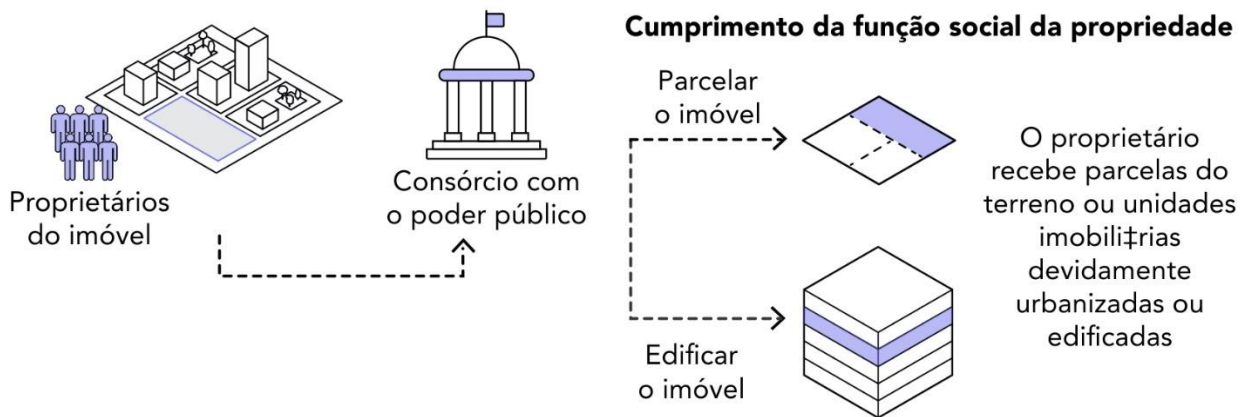 Cumprimento da função social da propriedade
Proprietários
do imóvel
Consórcio com
o poder público
Parcelar
o imóvel
Edificar
o imóvel
O proprietário
recebe parcelas do
terreno ou unidades
imobili‡rias
devidamente
urbanizadas ou
edificadas